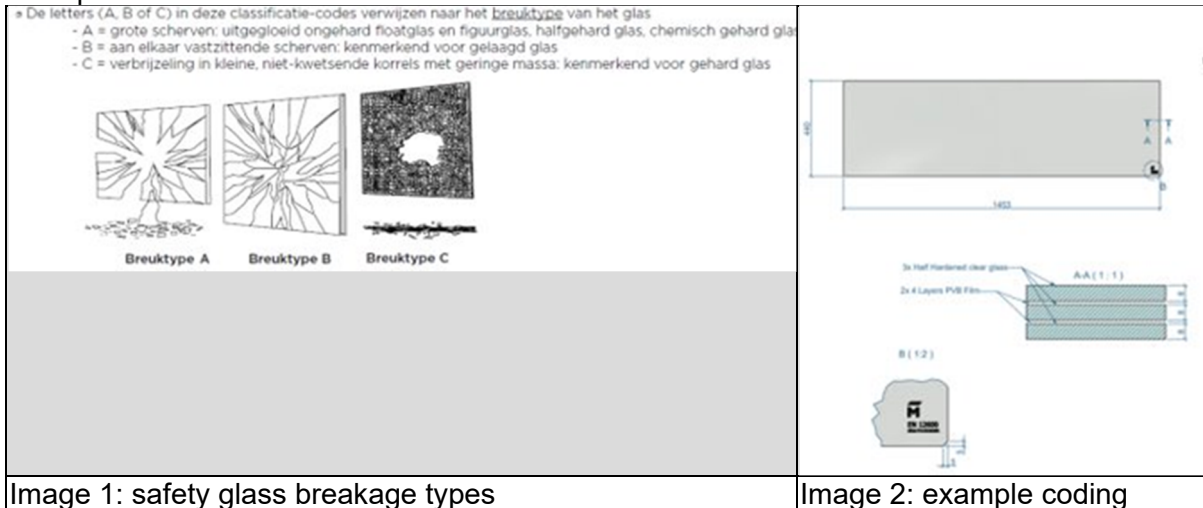 De letters (A, B of C) in deze classificatie-codes verwijzen naar het breuktype van het glas
- A = grote scherven: uitgegloeid ongehard floatglas en figuurglas, halfgehard glas, chemisch gehard glas
- B = aan elkaar vastzittende scherven: kenmerkend voor gelaagd glas
- C = verbrijzeling in kleine, niet-kwetsende korrels met geringe massa: kenmerkend voor gehard glas
Breuktype A Breuktype B Breuktype C
Image 1: safety glass breakage types
440
A A
B
1453
3x Half Hardened clear glass
A-A ( 1 : 1 )
2x 4 Layers PVB Film
B ( 1:2 )
M
EN 12600
Image 2: example coding